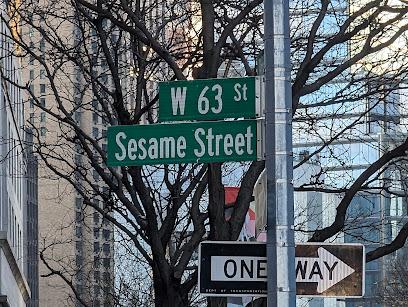 W 63 St
Sesame Street
ONE WAY